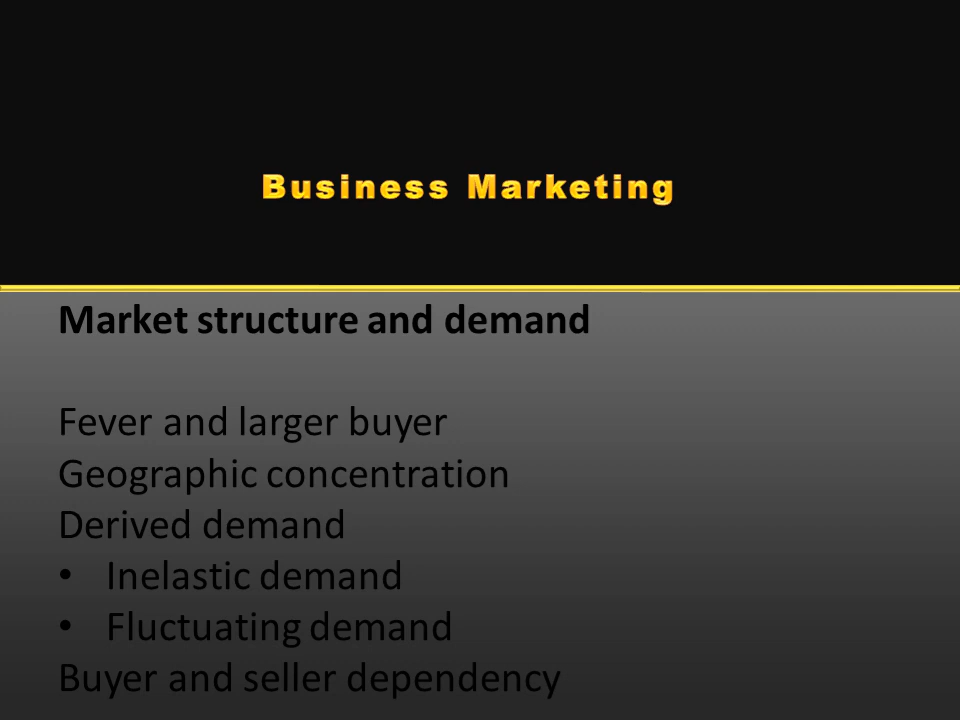 Business Marketing
Market structure and demand
Fever and larger buyer
Geographic concentration
Derived demand
• Inelastic demand
• Fluctuating demand
Buyer and seller dependency